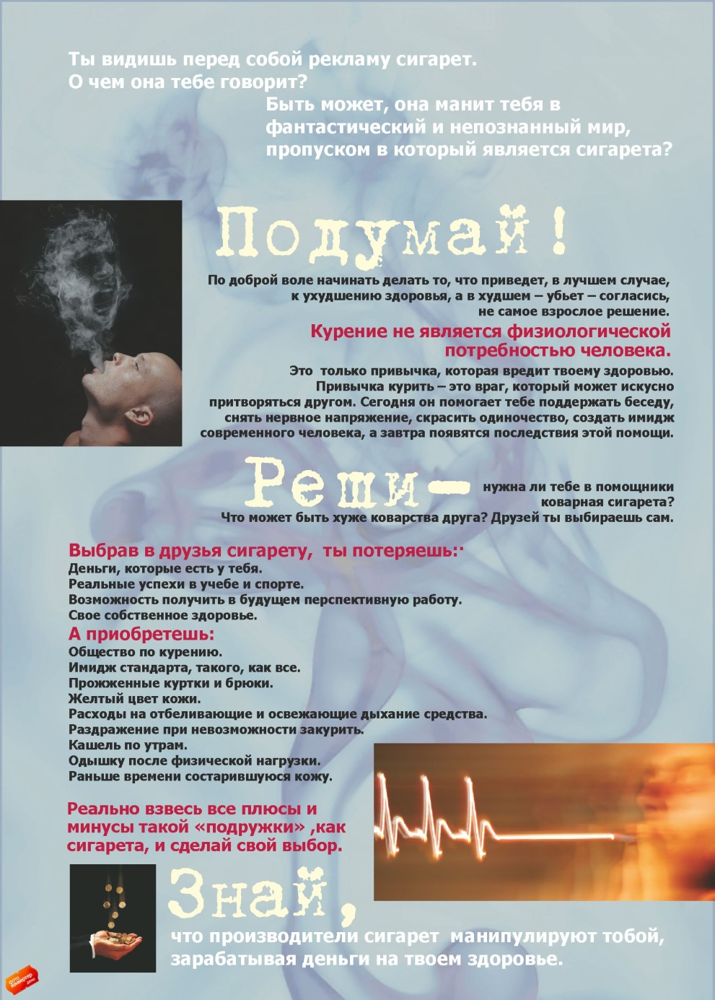 Ты видишь перед собой рекламу сигарет.
О чем она тебе говорит?
Быть может, она манит тебя в
фантастический и непознанный мир,
пропуском в который является сигарета?
Подумай!
По доброй воле начинать делать то, что приведет, в лучшем случае,
к ухудшению здоровья, а в худшем – убьет – согласись,
не самое взрослое решение.
Курение не является физиологической
потребностью человека.
Это только привычка, которая вредит твоему здоровью.
Привычка курить – это враг, который может искусно
притворяться другом. Сегодня он помогает тебе поддержать беседу,
снять нервное напряжение, скрасить одиночество, создать имидж
современного человека, а завтра появятся последствия этой помощи.
Реши– нужна ли тебе в помощники
коварная сигарета?
Что может быть хуже коварства друга? Друзей ты выбираешь сам.
Выбрав в друзья сигарету, ты потеряешь:·
Деньги, которые есть у тебя.
Реальные успехи в учебе и спорте.
Возможность получить в будущем перспективную работу.
Свое собственное здоровье.
А приобретешь:
Общество по курению.
Имидж стандарта, такого, как все.
Прожженные куртки и брюки.
Желтый цвет кожи.
Расходы на отбеливающие и освежающие дыхание средства.
Раздражение при невозможности закурить.
Кашель по утрам.
Одышку после физической нагрузки.
Раньше времени состарившуюся кожу.
Реально взвесь все плюсы и
минусы такой «подружки» ,как
сигарета, и сделай свой выбор.
Знай,
что производители сигарет манипулируют тобой,
зарабатывая деньги на твоем здоровье.
фото
конвертер
демо